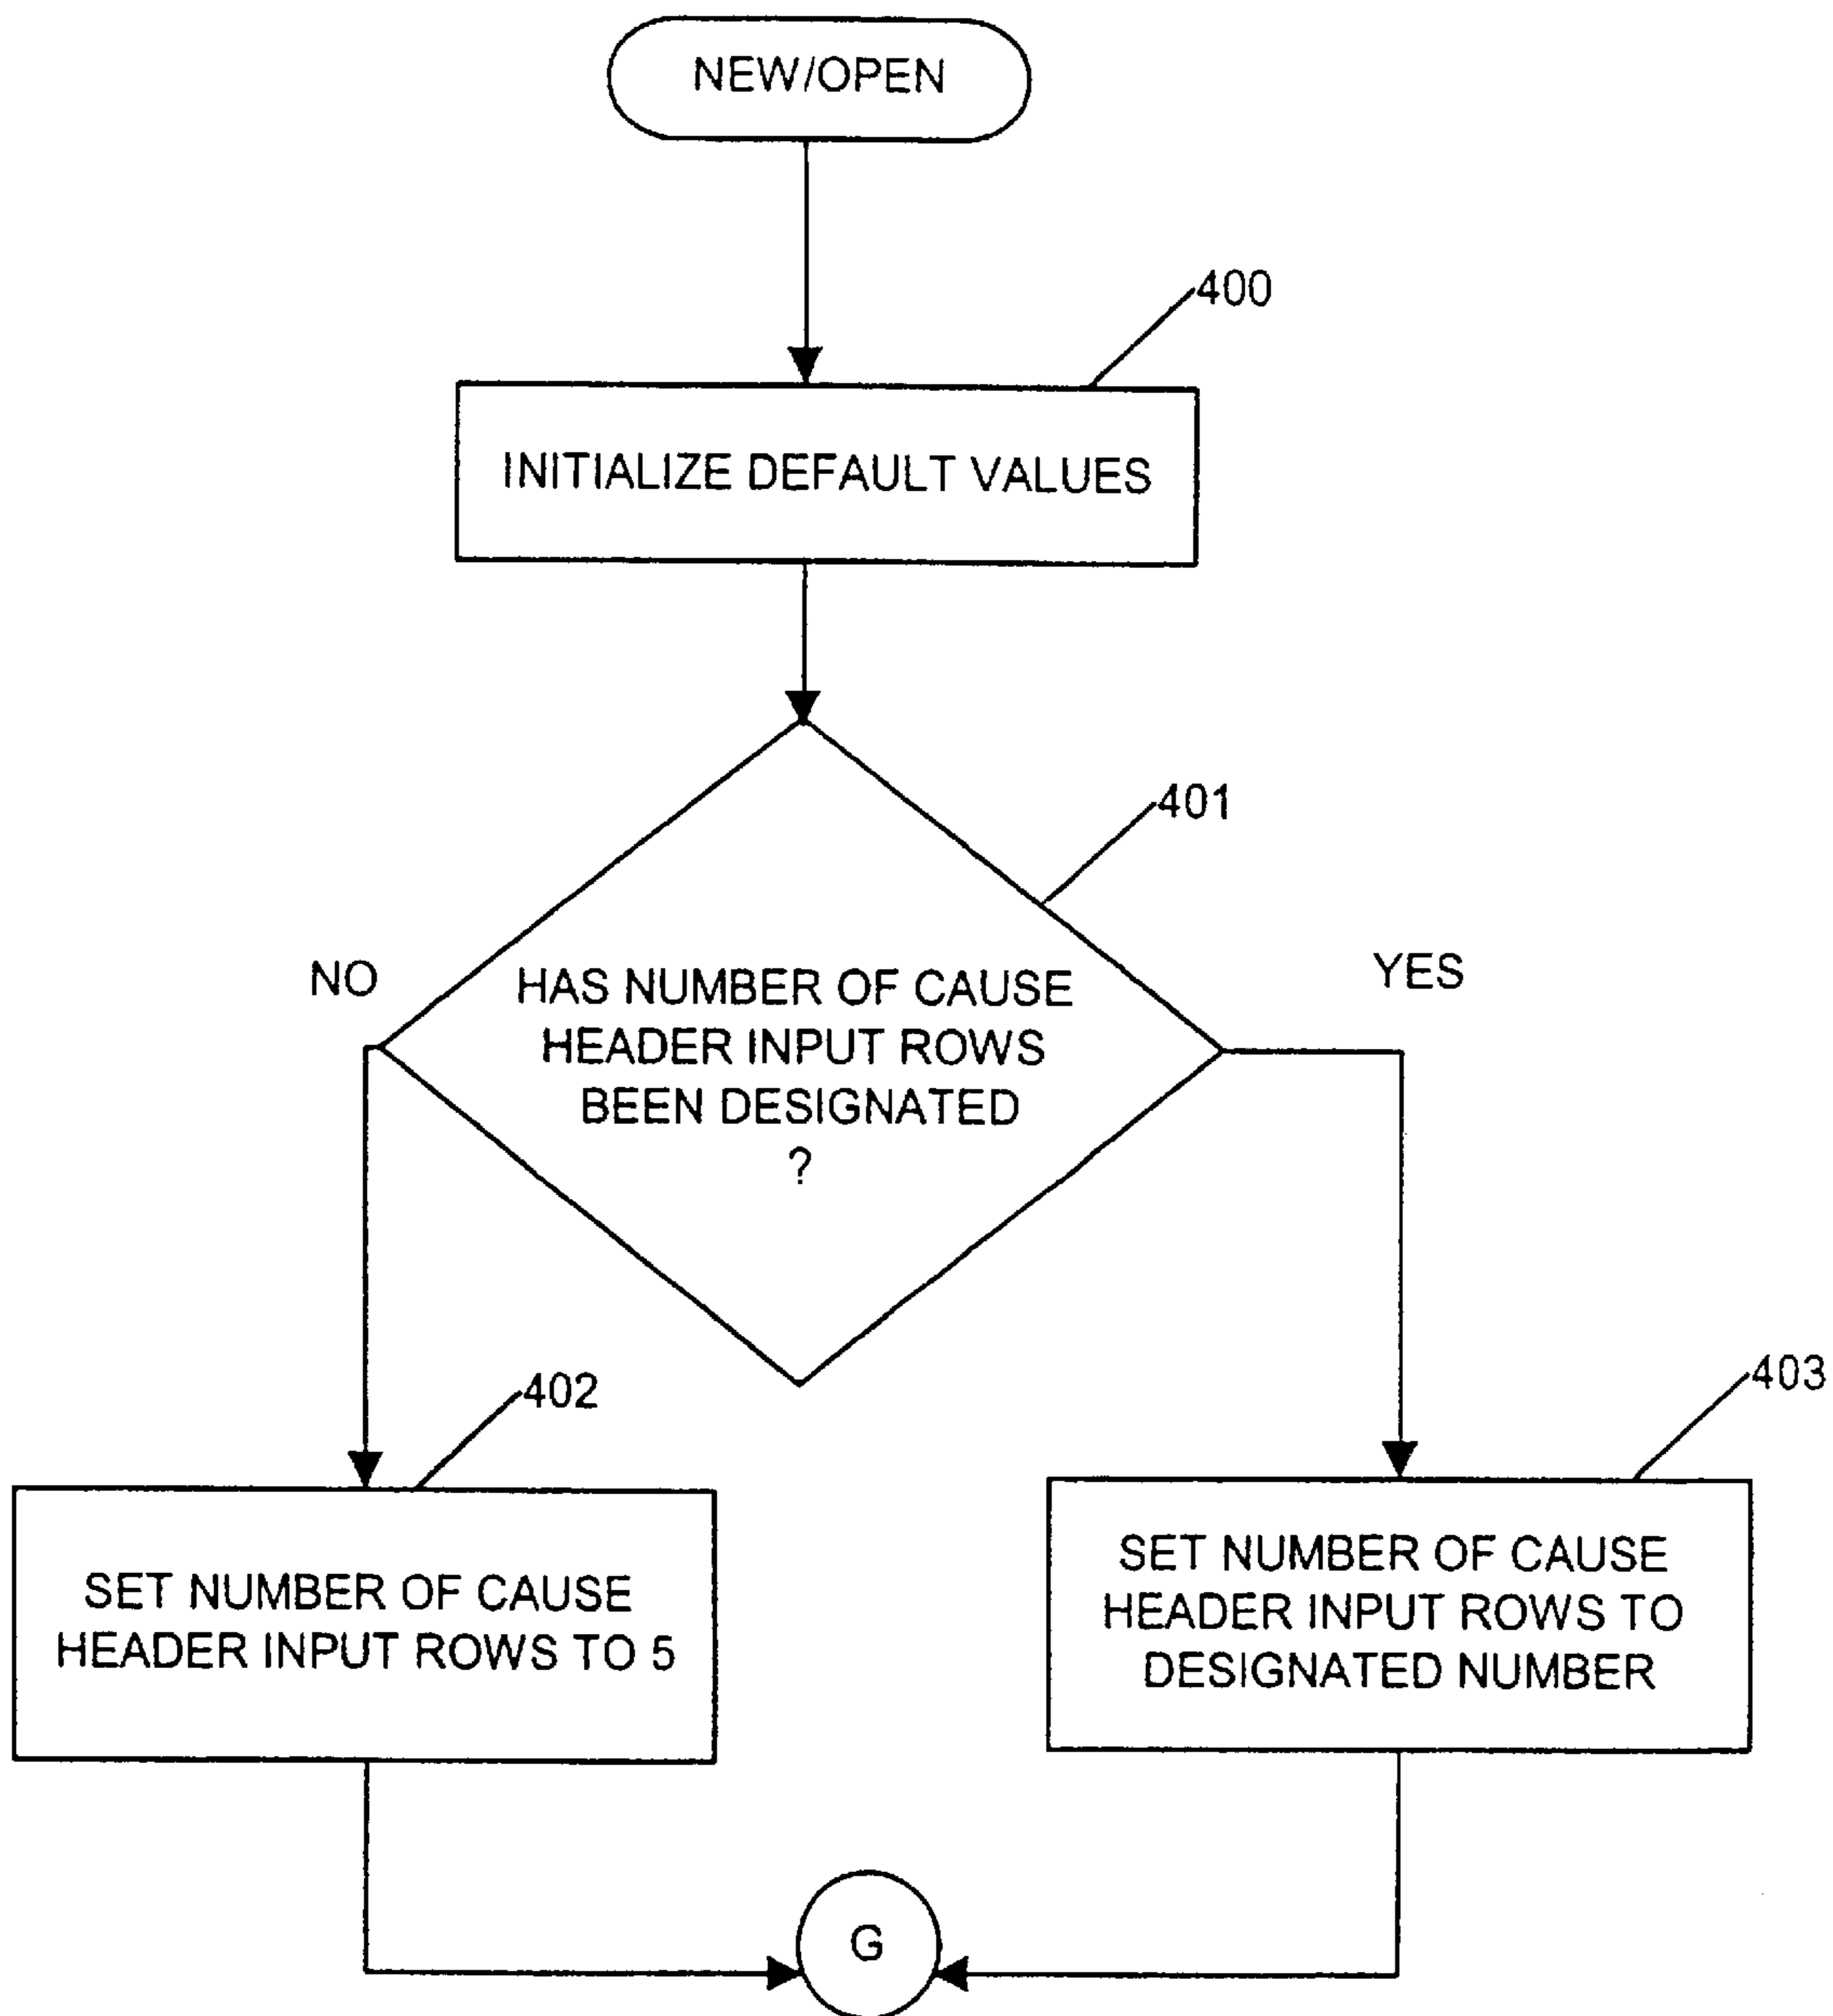 NEW/OPEN
400
INITIALIZE DEFAULT VALUES
401
NO
YES
HAS NUMBER OF CAUSE
HEADER INPUT ROWS
BEEN DESIGNATED
?
402
403
SET NUMBER OF CAUSE
HEADER INPUT ROWS TO 5
SET NUMBER OF CAUSE
HEADER INPUT ROWS TO
DESIGNATED NUMBER
G